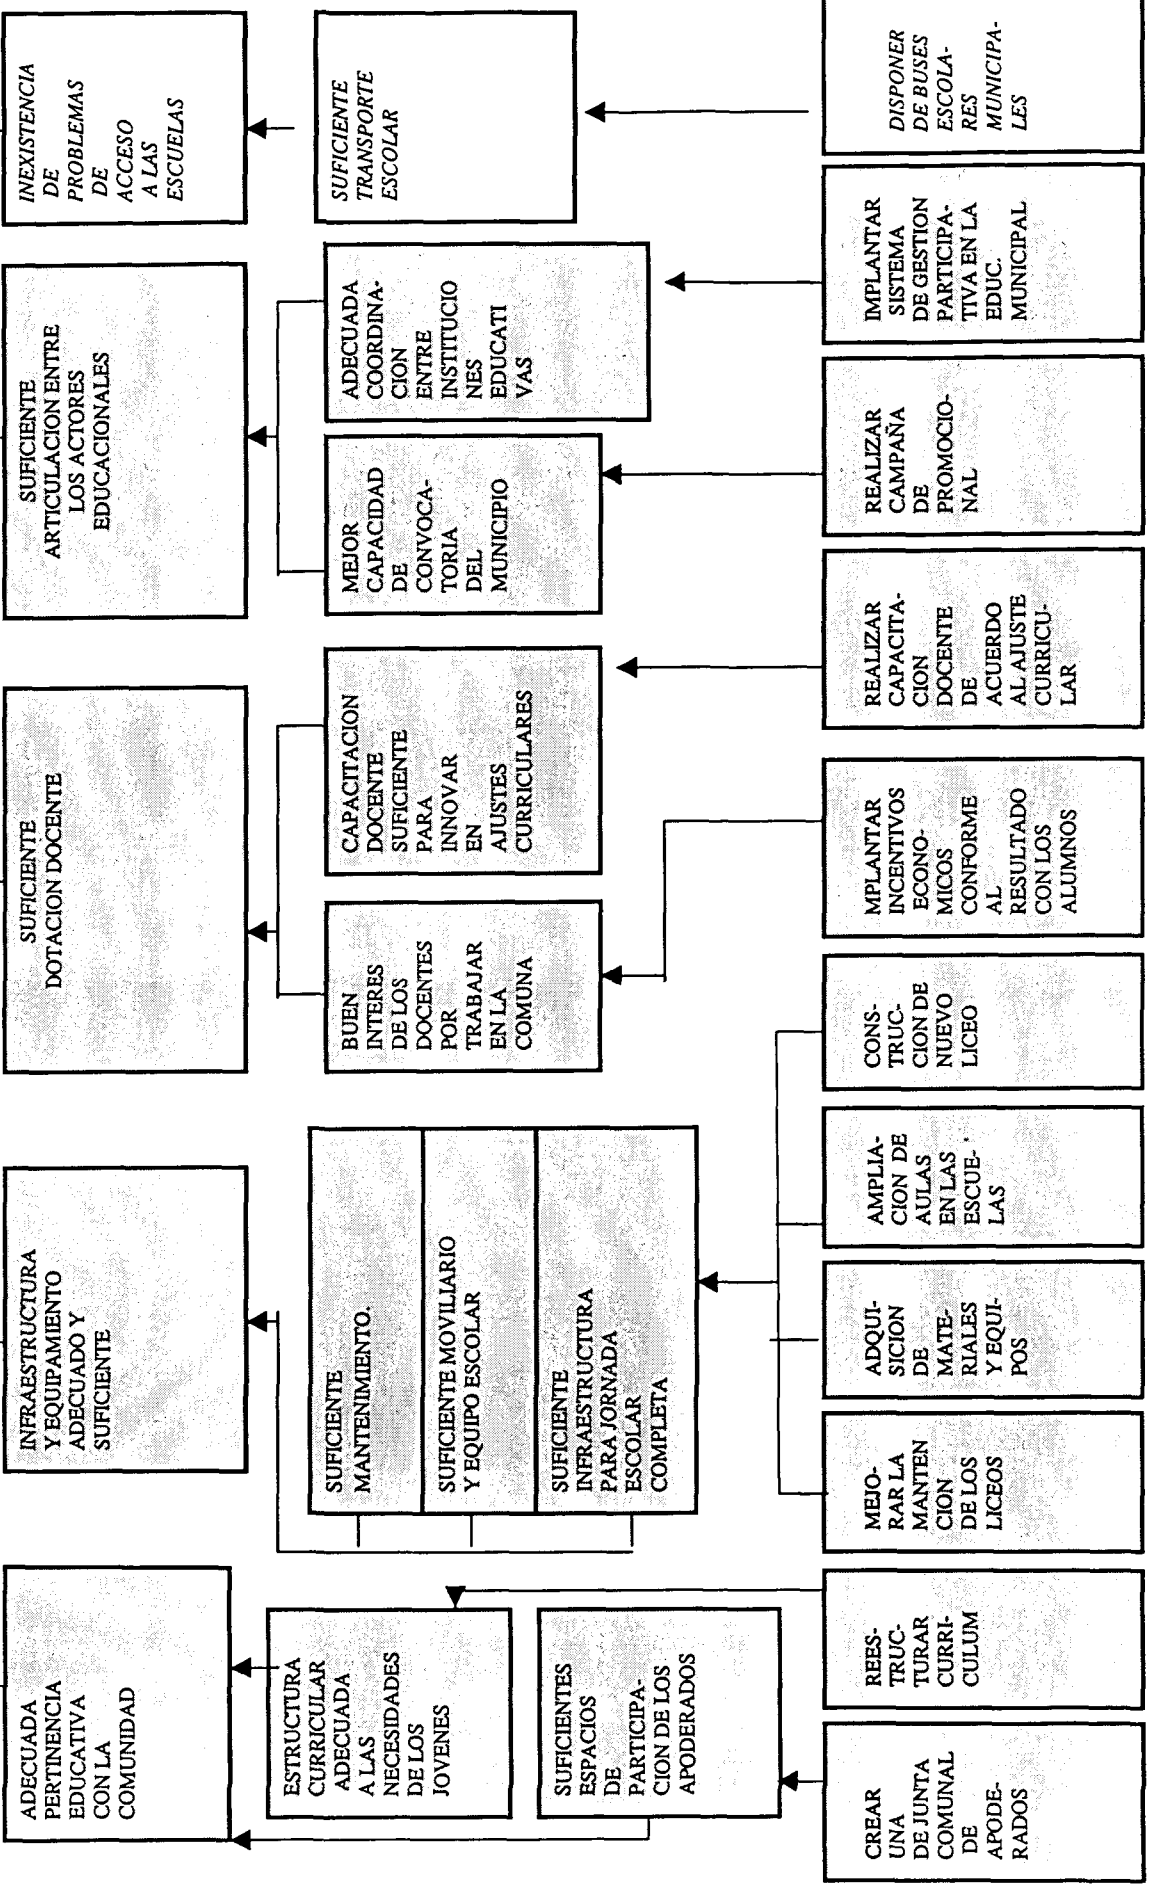 ADECUADA
PERTINENCIA
EDUCATIVA
CON LA
COMUNIDAD
INFRAESTRUCTURA
Y EQUIPAMIENTO
ADECUADO Y
SUFICIENTE
SUFICIENTE
DOTACION DOCENTE
SUFICIENTE
ARTICULACION ENTRE
LOS ACTORES
EDUCACIONALES
INEXISTENCIA
DE
PROBLEMAS
DE
ACCESO
A LAS
ESCUELAS
ESTRUCTURA
CURRICULAR
ADECUADA
A LAS
NECESIDADES
DE LOS
JOVENES
SUFICIENTES
ESPACIOS
DE
PARTICIPA-
CION DE LOS
APODERADOS
SUFICIENTE
MANTENIMIENTO.
SUFICIENTE MOVILIARIO
Y EQUIPO ESCOLAR
SUFICIENTE
INFRAESTRUCTURA
PARA JORNADA
ESCOLAR
COMPLETA
BUEN
INTERES
DE LOS
DOCENTES
POR
TRABAJAR
EN LA
COMUNA
CAPACITACION
DOCENTE
SUFICIENTE
PARA
INNOVAR
EN
AJUSTES
CURRICULARES
MEJOR
CAPACIDAD
DE
CONVOCA-
TORIA
DEL
MUNICIPIO
ADECUADA
COORDINA-
CION
ENTRE
INSTITUCIO
NES
EDUCATI
VAS
SUFICIENTE
TRANSPORTE
ESCOLAR
CREAR
UNA
DE JUNTA
COMUNAL
DE
APODE-
RADOS
REES-
TRUC-
TURAR
CURRI-
CULUM
MEJO-
RAR LA
MANTEN
CION
DE LOS
LICEOS
ADQUI-
SICION
DE
MATE-
RIALES
Y EQUI-
POS
AMPLIA-
CION DE
AULAS
EN LAS
ESCUE-
LAS
CONS-
TRUC-
CION DE
NUEVO
LICEO
MPLANTAR
INCENTIVOS
ECONO-
MICOS
CONFORME
AL
RESULTADO
CON LOS
ALUMNOS
REALIZAR
CAPACITA-
CION
DOCENTE
DE
ACUERDO
AL AJUSTE
CURRICU-
LAR
REALIZAR
CAMPAÑA
DE
PROMOCIO-
NAL
IMPLANTAR
SISTEMA
DE GESTION
PARTICIPA-
TIVA EN LA
EDUC.
MUNICIPAL
DISPONER
DE BUSES
ESCOLA-
RES
MUNICIPA-
LES